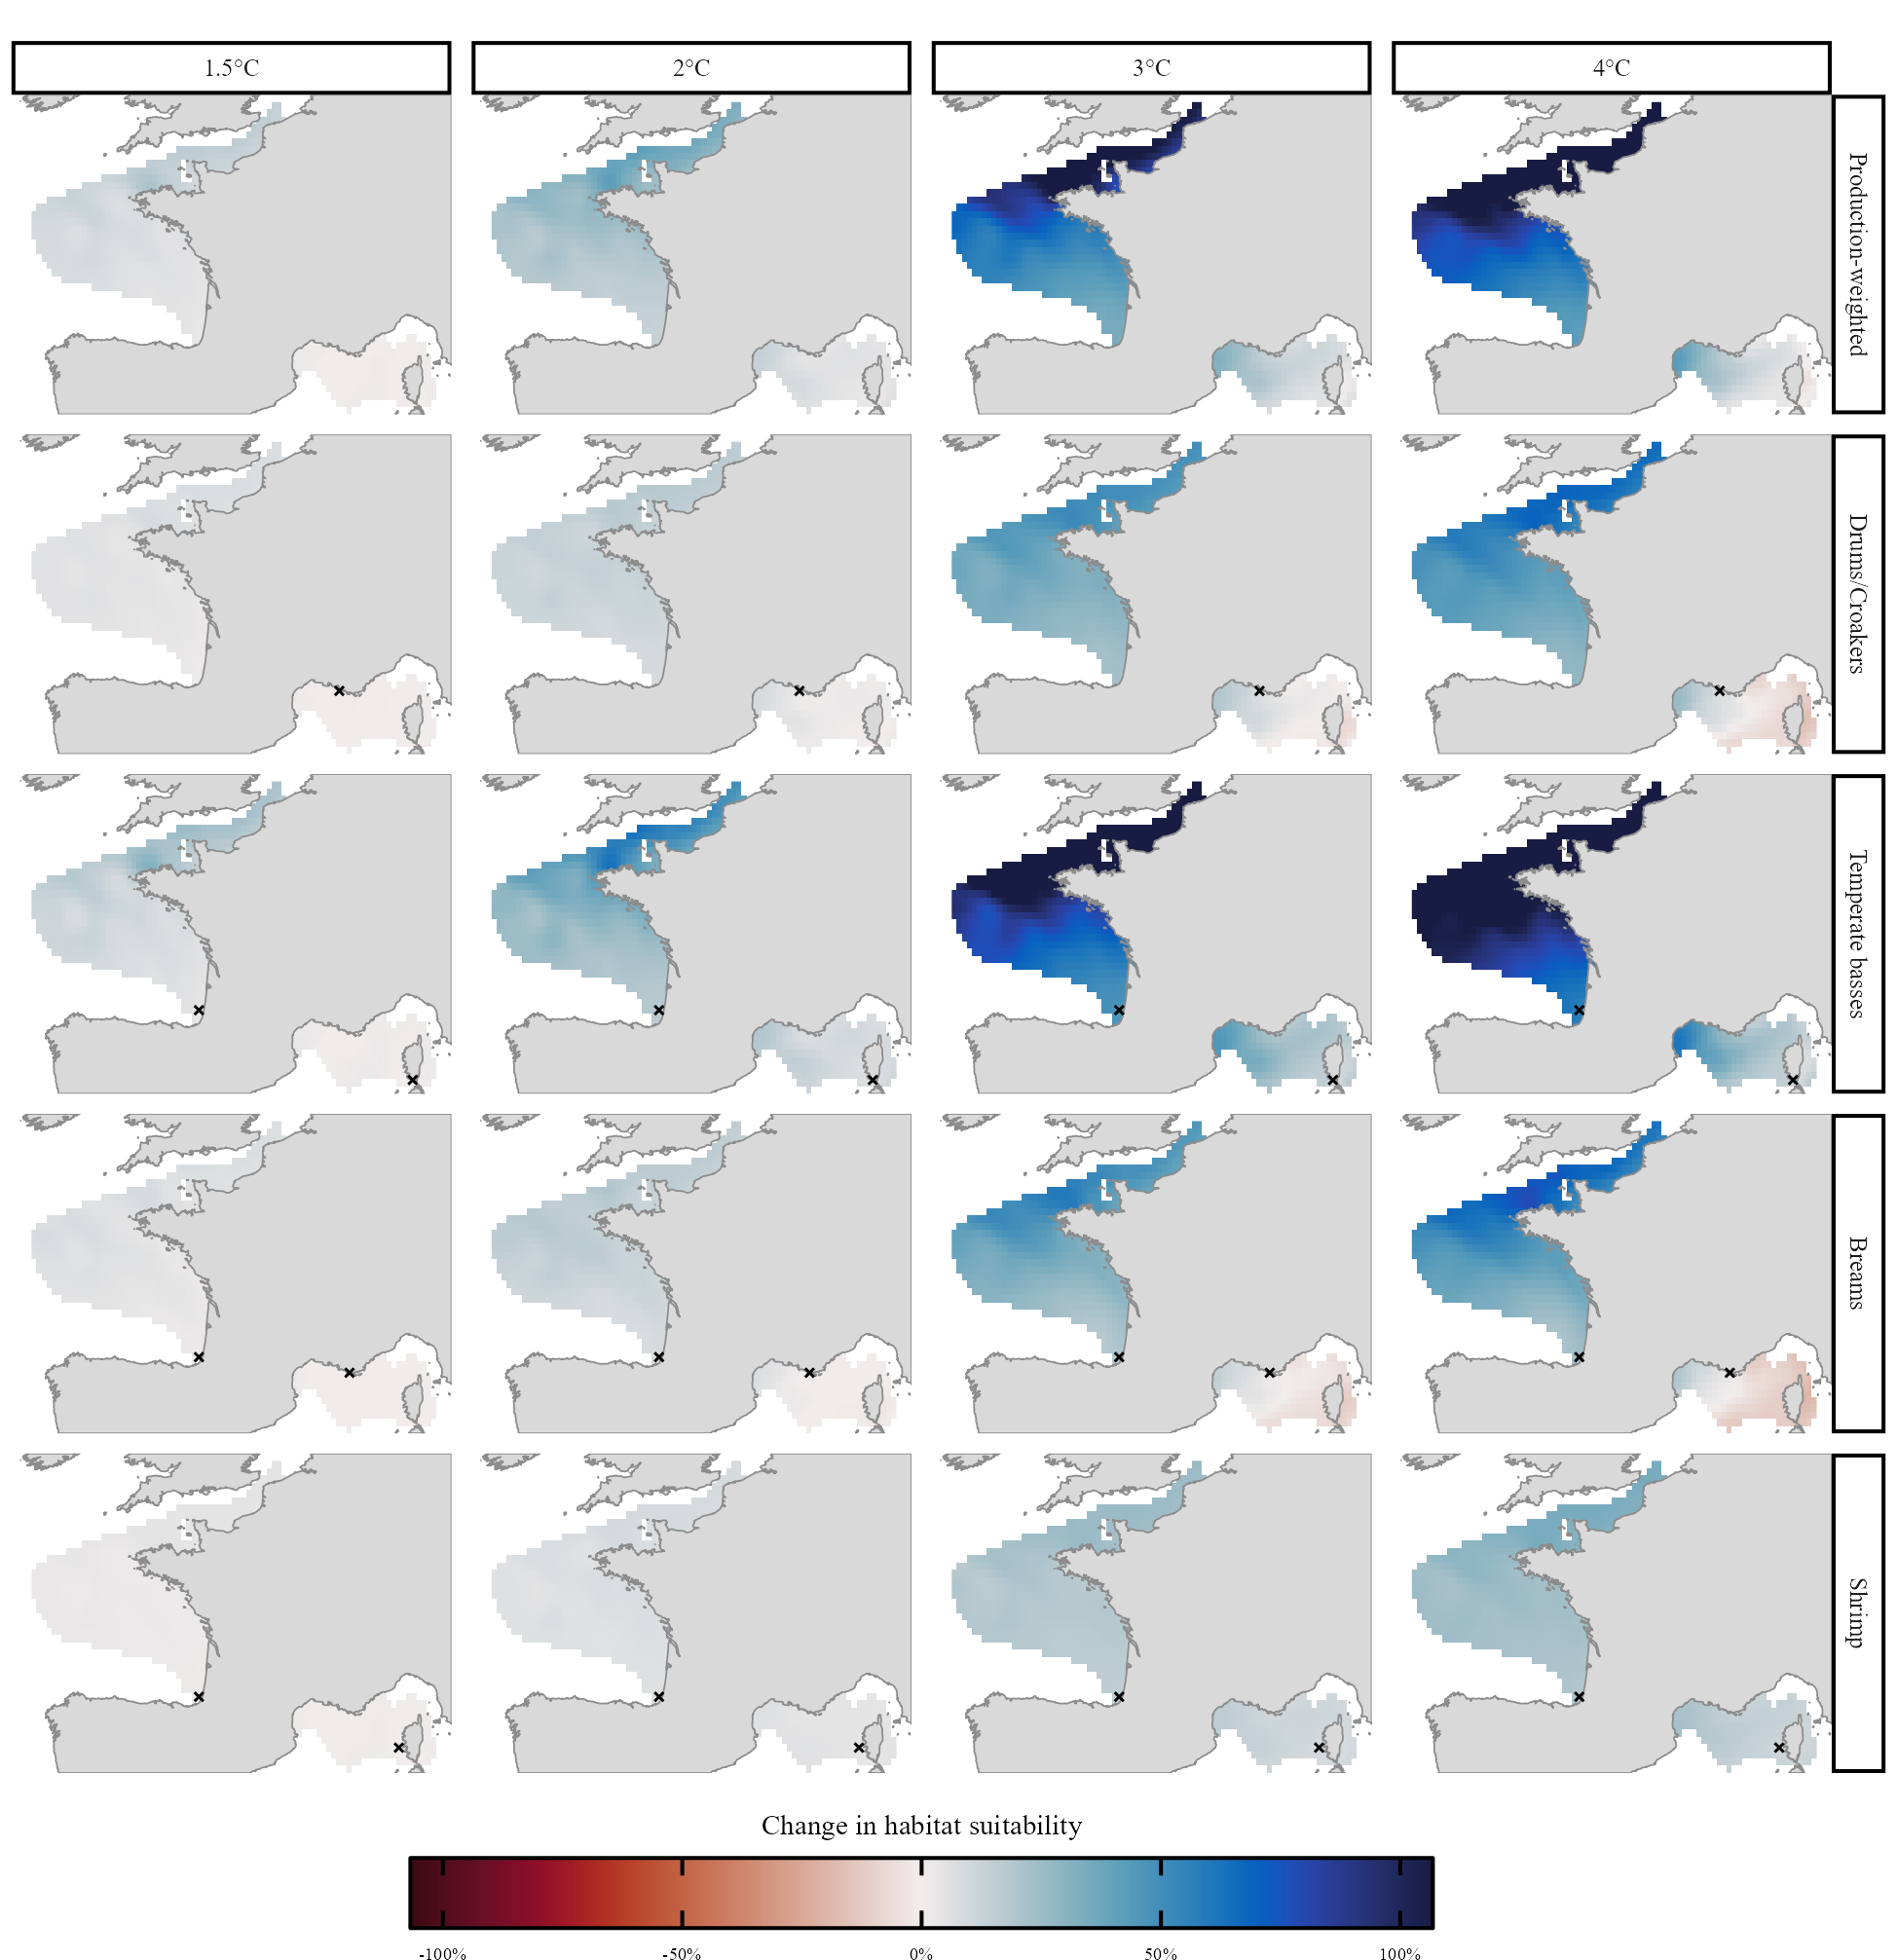 1.5°C
2°C
3°C
4°C
Production-weighted
Drums/Croakers
Temperate basses
Breams
Shrimp
Change in habitat suitability
-100%
-50%
0%
50%
100%